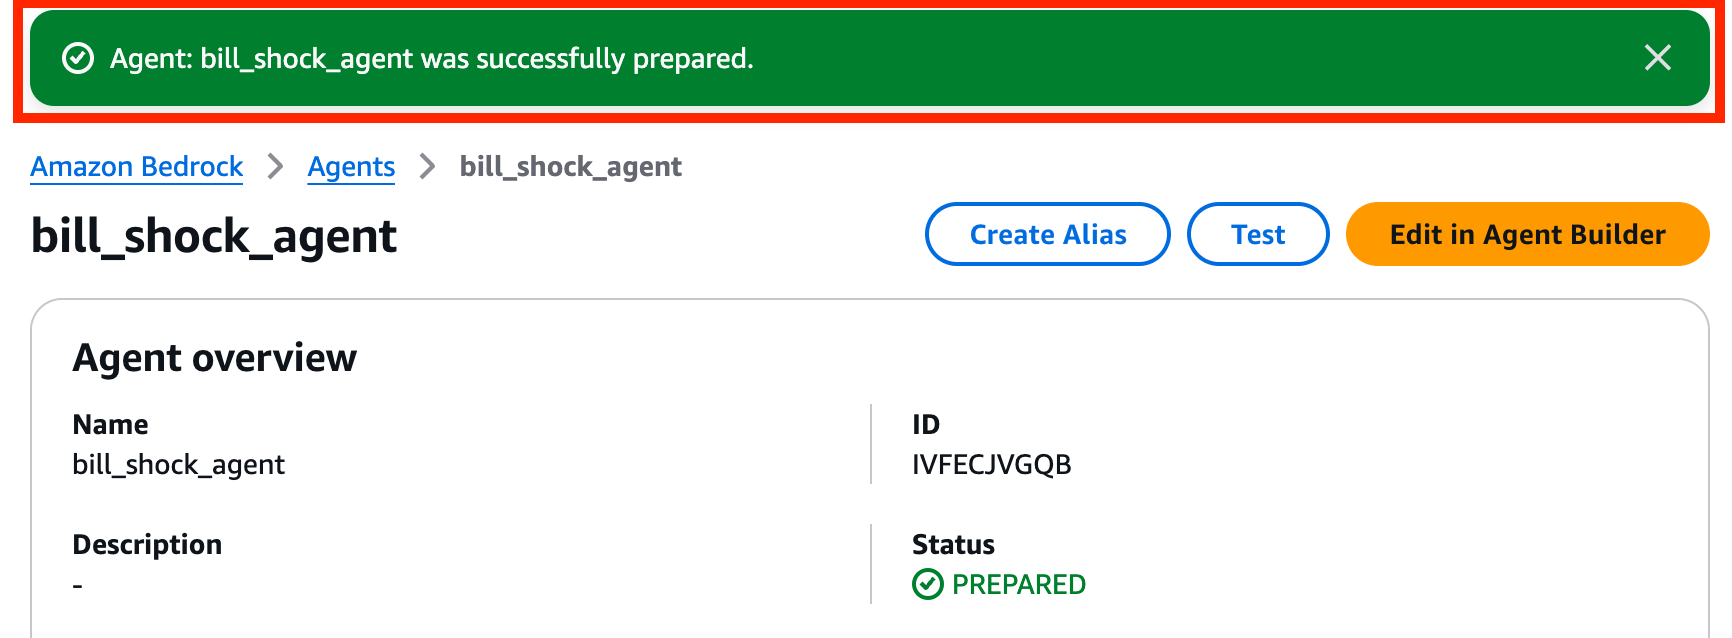 Agent: bill_shock_agent was successfully prepared.
Amazon Bedrock > Agents > bill_shock_agent
bill_shock_agent
Create Alias
Test
Edit in Agent Builder
Agent overview
Name
bill_shock_agent
ID
IVFECJVGQB
Description
-
Status
PREPARED